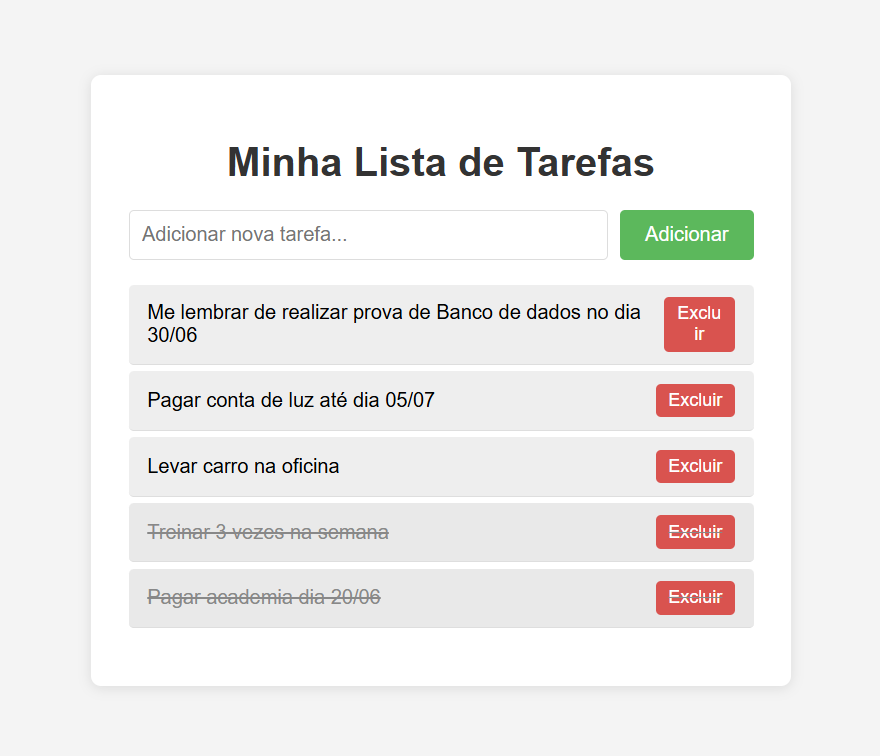 Minha Lista de Tarefas
Adicionar nova tarefa...
Adicionar
Me lembrar de realizar prova de Banco de dados no dia
30/06
Exclu
ir
Pagar conta de luz até dia 05/07
Excluir
Levar carro na oficina
Excluir
Treinar 3 vezes na semana
Excluir
Pagar academia dia 20/06
Excluir